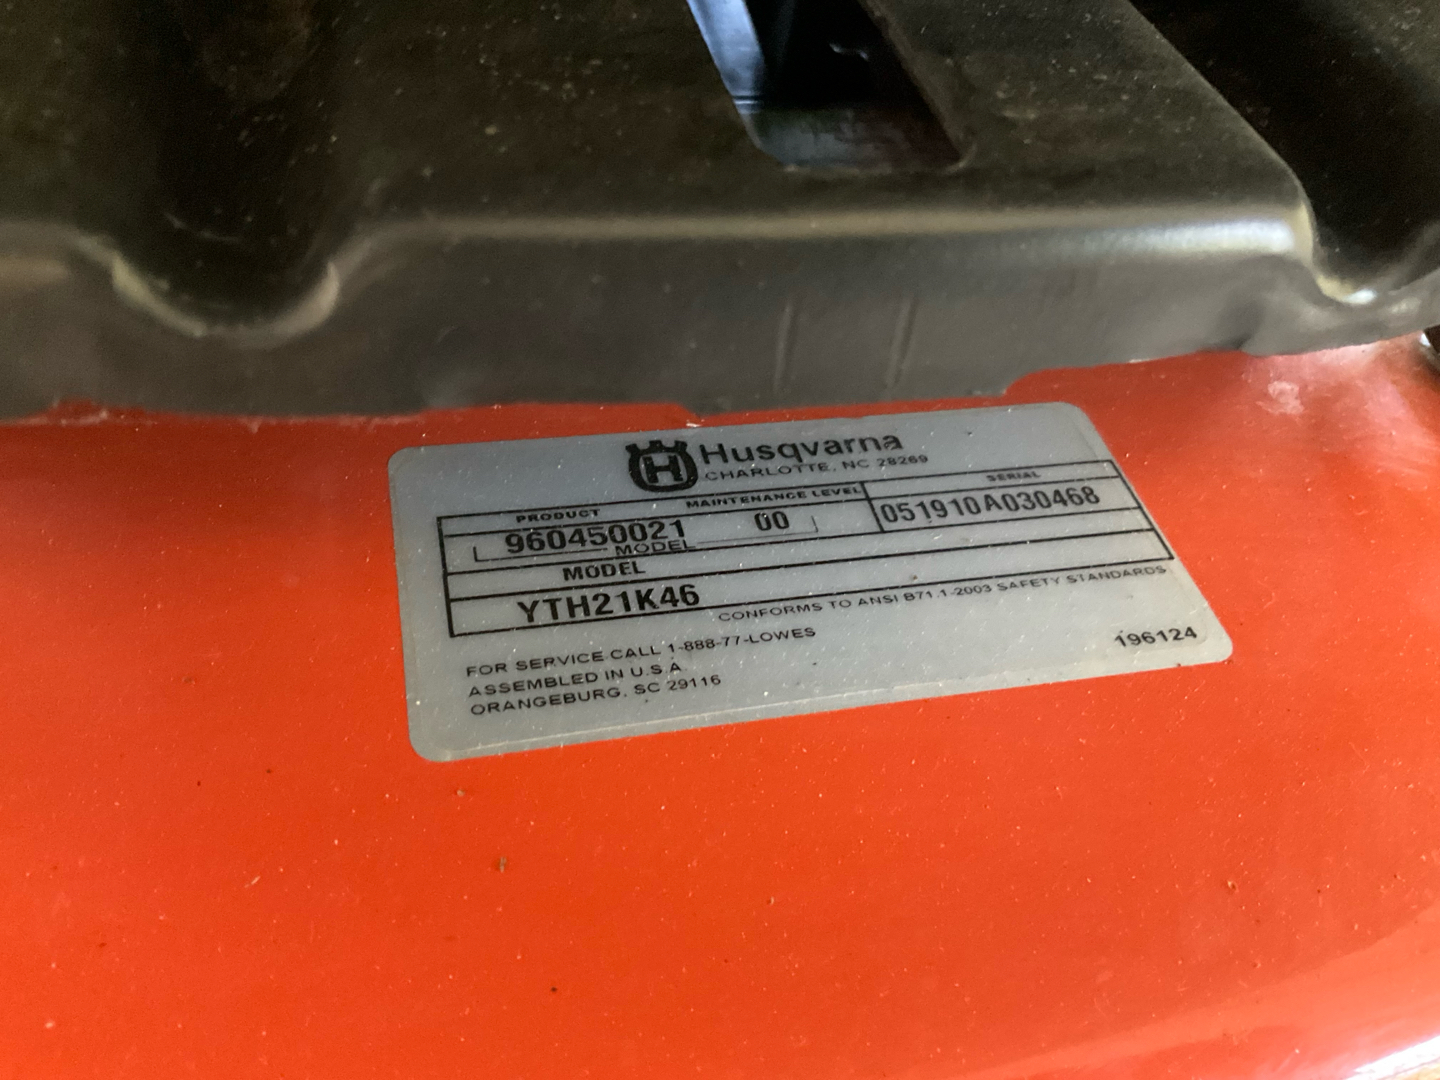 Husqvarna
CHARLOTTE, NC 28269
PRODUCT MAINTENANCE LEVEL SERIAL
960450021 00 051910A030468
MODEL
MODEL
YTH21K46
CONFORMS TO ANSI B71.1-2003 SAFETY STANDARDS
FOR SERVICE CALL 1-888-77-LOWES
ASSEMBLED IN U.S.A
ORANGEBURG, SC 29116
196124